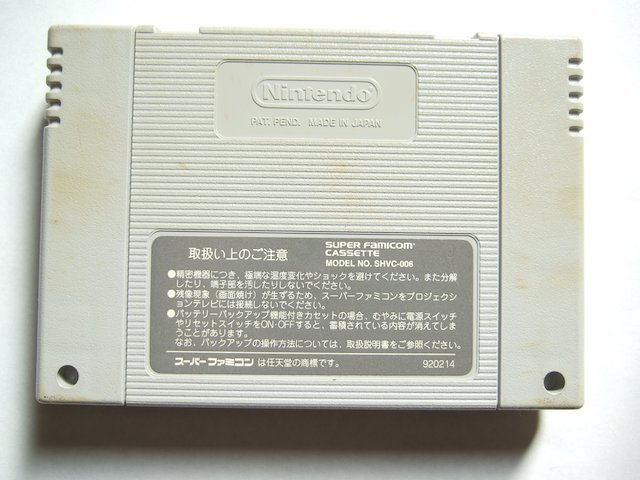 Nintendo
PAT. PEND. MADE IN JAPAN
取扱い上のご注意
SUPER FAMICOM
CASSETTE
MODEL NO. SHVC-006
●精密機器につき、極端な温度変化やショックを避けてください。また分解
したり、端子部を汚したりしないでください。
●残像現象（画面焼け）が生ずるため、スーパーファミコンをプロジェクシ
ョンテレビには接続しないでください。
●バッテリーバックアップ機能付きカセットの場合、むやみに電源スイッチ
やリセットスイッチをON・OFFすると、蓄積されている内容が消えてしま
うことがあります。
なお、バックアップの操作方法については、取扱説明書をご参照ください。
スーパーファミコン は任天堂の商標です。
920214